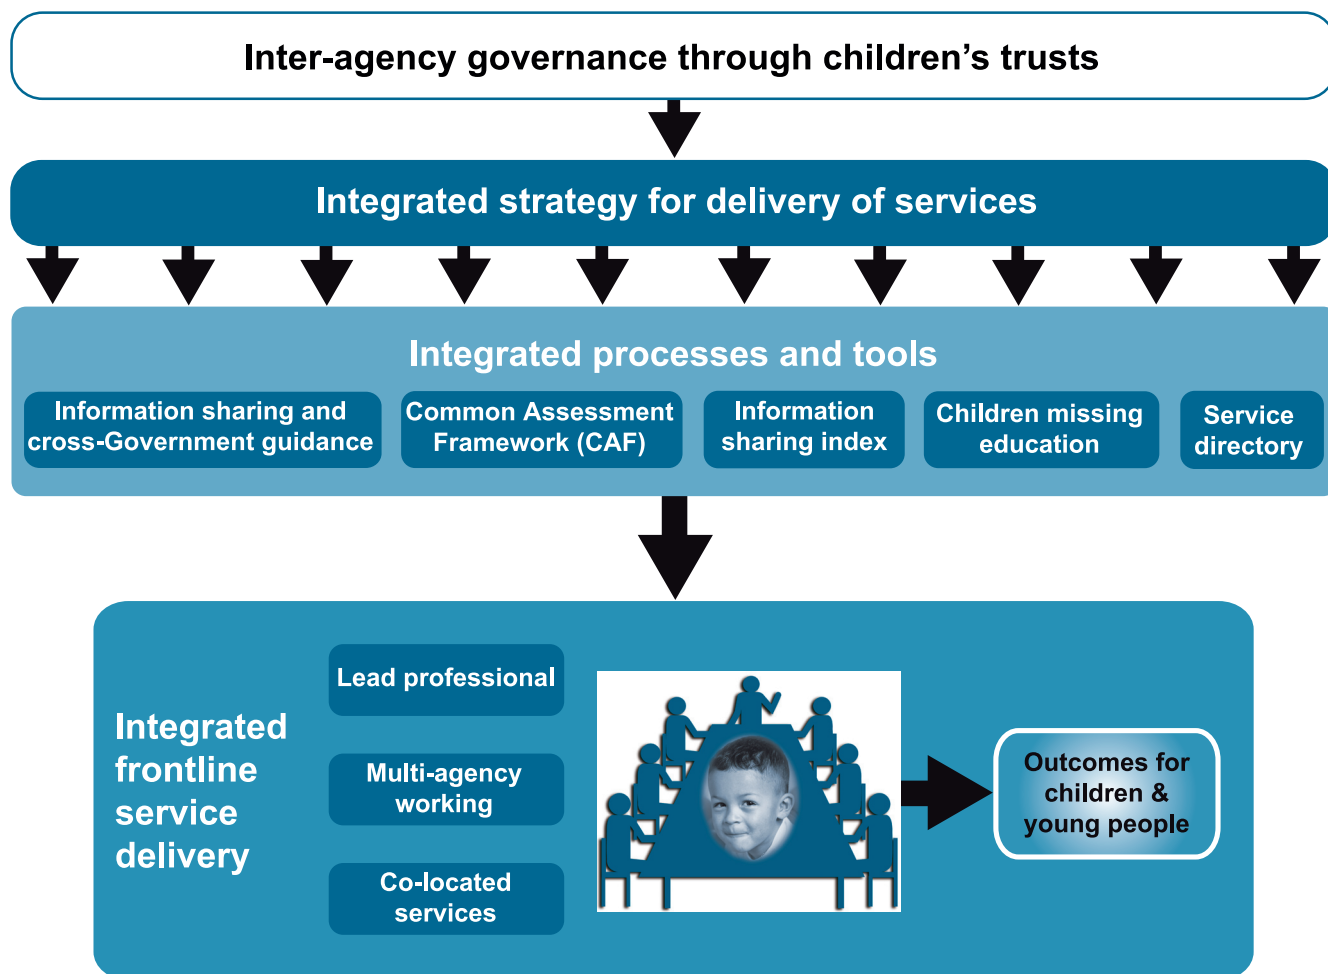 Inter-agency governance through children’s trusts
Integrated strategy for delivery of services
Integrated processes and tools
Information sharing and
cross-Government guidance
Common Assessment
Framework (CAF)
Information
sharing index
Children missing
education
Service
directory
Integrated
frontline
service
delivery
Lead professional
Multi-agency
working
Co-located
services
Outcomes for
children &
young people